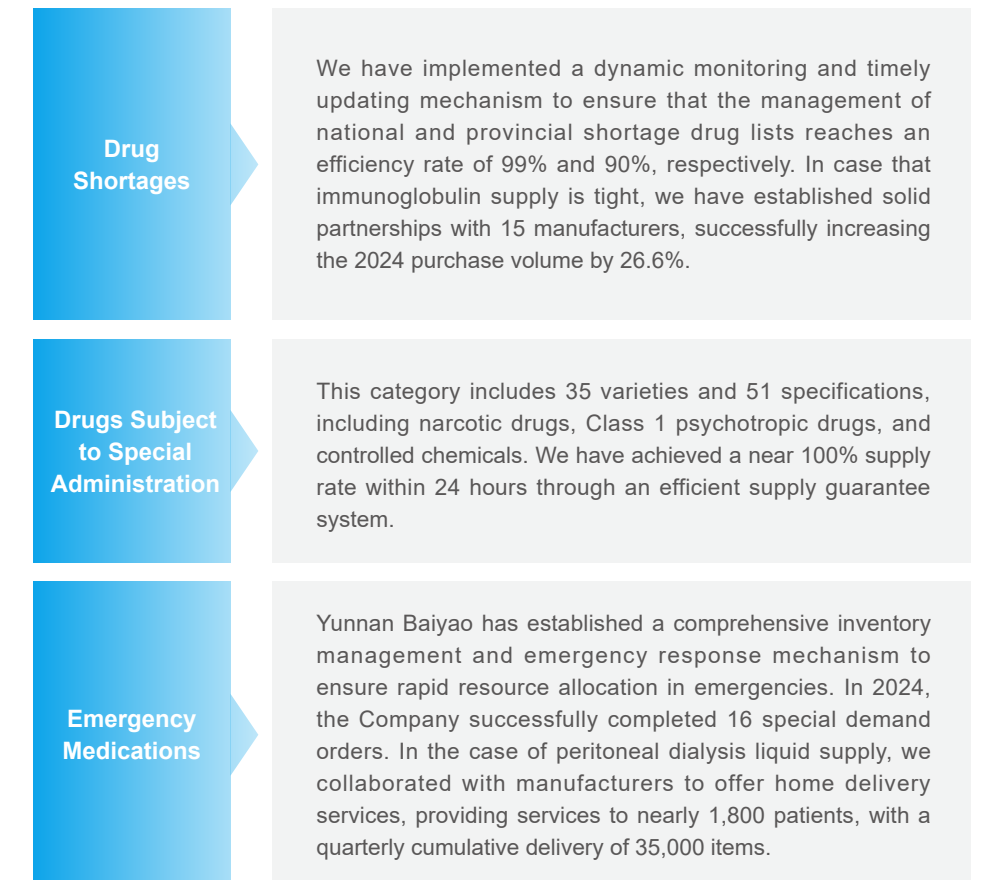 Drug
Shortages
We have implemented a dynamic monitoring and timely
updating mechanism to ensure that the management of
national and provincial shortage drug lists reaches an
efficiency rate of 99% and 90%, respectively. In case that
immunoglobulin supply is tight, we have established solid
partnerships with 15 manufacturers, successfully increasing
the 2024 purchase volume by 26.6%.
Drugs Subject
to Special
Administration
This category includes 35 varieties and 51 specifications,
including narcotic drugs, Class 1 psychotropic drugs, and
controlled chemicals. We have achieved a near 100% supply
rate within 24 hours through an efficient supply guarantee
system.
Emergency
Medications
Yunnan Baiyao has established a comprehensive inventory
management and emergency response mechanism to
ensure rapid resource allocation in emergencies. In 2024,
the Company successfully completed 16 special demand
orders. In the case of peritoneal dialysis liquid supply, we
collaborated with manufacturers to offer home delivery
services, providing services to nearly 1,800 patients, with a
quarterly cumulative delivery of 35,000 items.